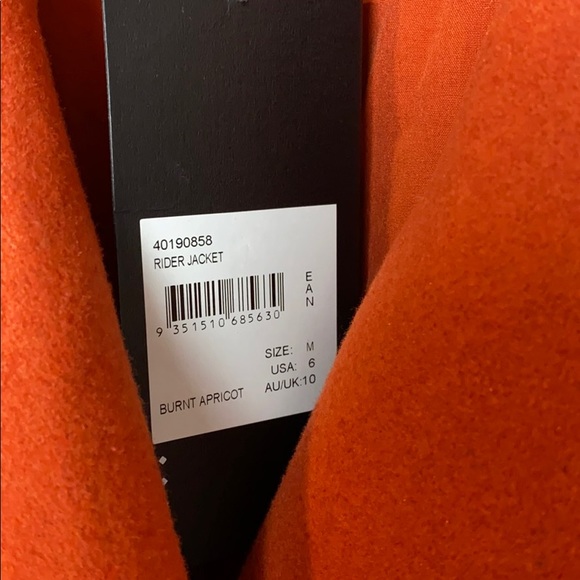 40190858
RIDER JACKET
EAN
9 351510 685630
SIZE: M
USA: 6
BURNT APRICOT AU/UK:10